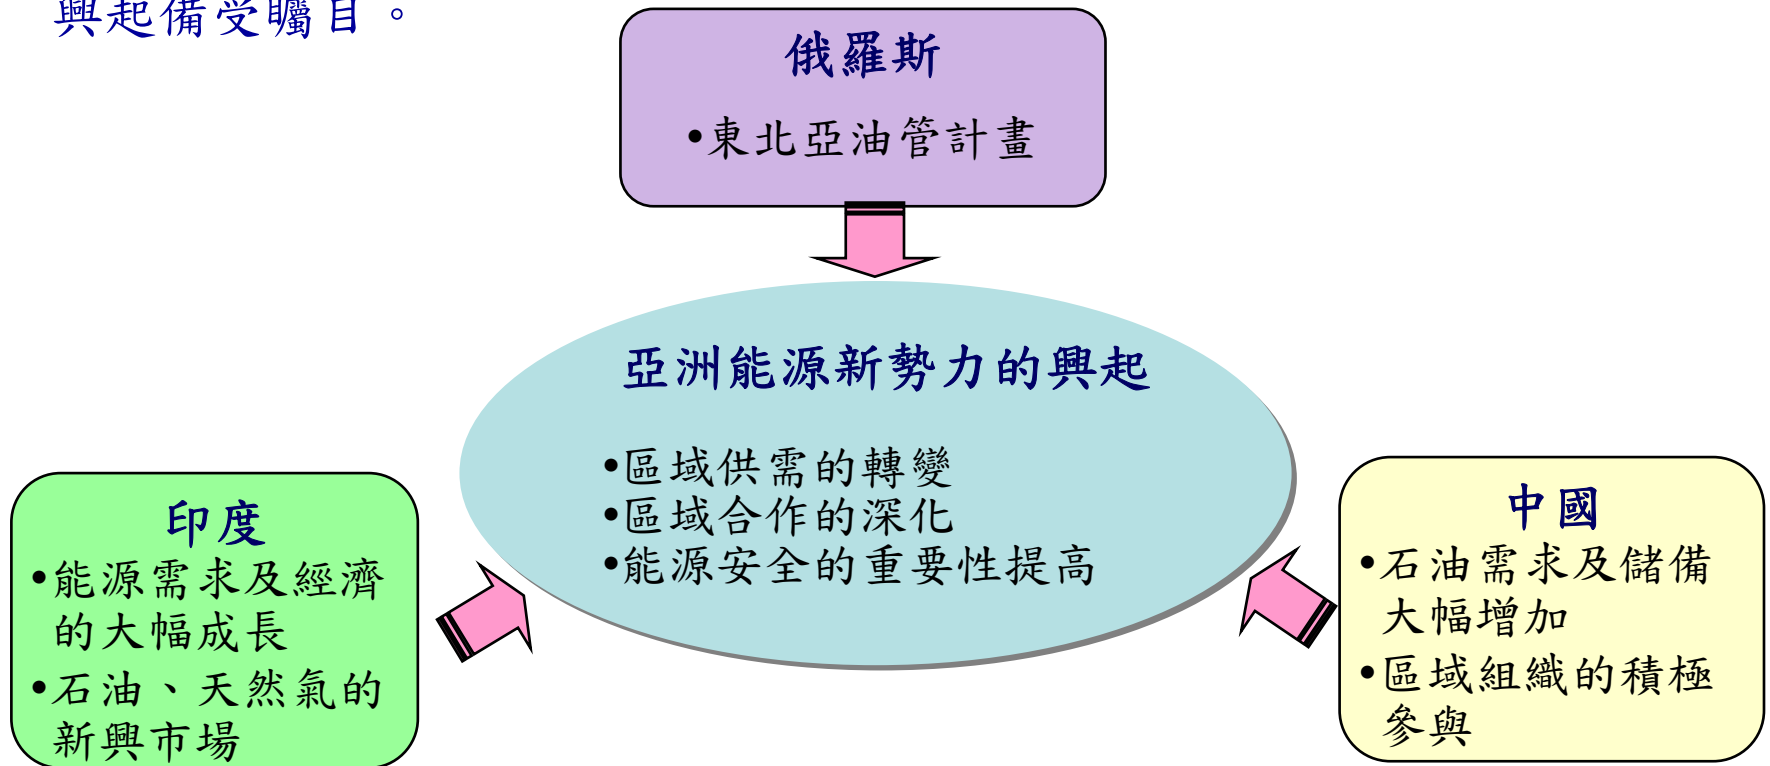 興起備受矚目。
俄羅斯
•東北亞油管計畫
亞洲能源新勢力的興起
•區域供需的轉變
•區域合作的深化
•能源安全的重要性提高
印度
•能源需求及經濟
的大幅成長
•石油、天然氣的
新興市場
中國
•石油需求及儲備
大幅增加
•區域組織的積極
參與